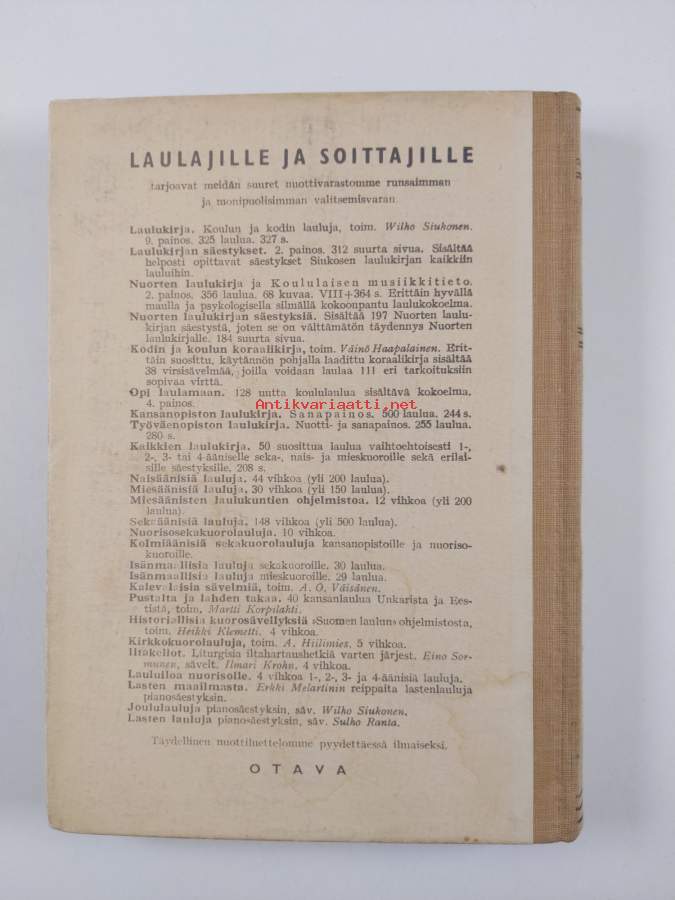 LAULAJILLE JA SOITTAJILLE
tarjoavat meidän suuret nuottivarastomme runsaimman
ja monipuolisimman valitsemisvaran.
Laulukirja. Koulun ja kodin lauluja, toim. Wilho Siukonen.
9. painos. 325 laulua. 327 s.
Laulukirjan säestykset. 2. painos. 312 suurta sivua. Sisältää
helposti opittavat säestykset Siukosen laulukirjan kaikkiin
lauluihin.
Nuorten laulukirja ja Koululaisen musiikkitieto.
2. painos. 356 laulua. 68 kuvaa. VIII+364 s. Erittäin hyvällä
maulla ja psykologisella silmällä kokoonpantu laulukokoelma.
Nuorten laulukirjan säestyksiä. Sisältää 197 Nuorten laulu-
kirjan säestystä, joten se on välttämätön täydennys Nuorten
laulukirjalle. 184 suurta sivua.
Kodin ja koulun koraalikirja, toim. Väinö Haapalainen. Erit-
täin suosittu, käytännön pohjalla laadittu koraalikirja sisältää
38 virsisävelmää, joilla voidaan laulaa 111 eri tarkoituksiin
sopivaa virttä.
Opi laulamaan. 128 uutta koululaulua sisältävä kokoelma.
4. painos.
Antikvariaatti.net
Kansanopiston laulukirja. Sanapainos. 500 laulua. 244 s.
Työväenopiston laulukirja. Nuotti- ja sanapainos. 255 laulua.
280 s.
Kaikkien laulukirja. 50 suosittua laulua vaihtoehtoisesti 1-,
2-, 3- tai 4-ääniselle seka-, nais- ja mieskuoroille sekä erilai-
sille säestyksille. 208 s.
Naisäänisiä lauluja. 44 vihkoa (yli 200 laulua).
Miesäänisiä lauluja. 30 vihkoa (yli 150 laulua).
Miesäänisten laulukuntien ohjelmistoa. 12 vihkoa (yli 200
laulua).
Sekaäänisiä lauluja. 148 vihkoa (yli 500 laulua).
Nuorisosekakuorolauluja. 10 vihkoa.
Kolmiäänisiä sekakuorolauluja kansanopistoille ja nuoriso-
kuoroille.
Isänmaallisia lauluja sekakuoroille. 30 laulua.
Isänmaallisia lauluja mieskuoroille. 29 laulua.
Kalevalaisia sävelmiä, toim. A. O. Väisänen.
Pustalta ja lahden takaa. 40 kansanlaulua Unkarista ja Ees-
tistä, toim. Martti Korpilahti.
Historiallisia kuorosävellyksiä »Suomen laulun» ohjelmistosta,
toim. Heikki Klemetti. 4 vihkoa.
Kirkkokuorolauluja, toim. A. Hiilimies. 5 vihkoa.
Iltakellot. Liturgisia iltahartaushetkiä varten järjest. Eino Sor-
munen, sävelt. Ilmari Krohn. 4 vihkoa.
Lauluiloa nuorisolle. 4 vihkoa 1-, 2-, 3- ja 4-äänisiä lauluja.
Lasten maailmasta. Erkki Melartinin reippaita lastenlauluja
pianosäestyksin.
Joululauluja pianosäestyksin, säv. Wilho Siukonen.
Lasten lauluja pianosäestyksin, säv. Sulho Ranta.
Täydellinen nuottiluettelomme pyydettäessä ilmaiseksi.
OTAVA